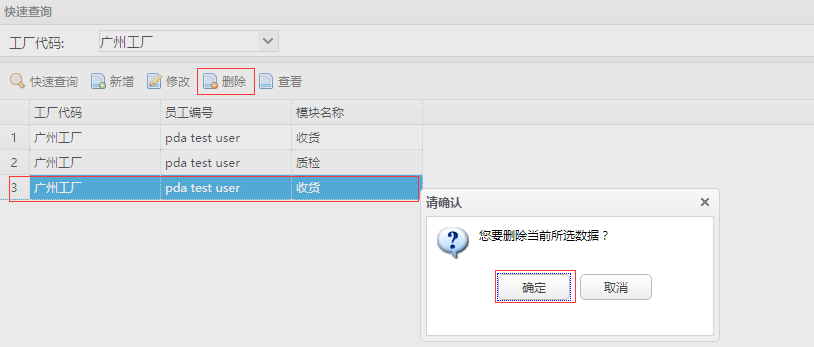 快速查询
工厂代码: 广州工厂
快速查询 新增 修改 删除 查看
工厂代码 员工编号 模块名称
1 广州工厂 pda test user 收货
2 广州工厂 pda test user 质检
3 广州工厂 pda test user 收货
请确认
您要删除当前所选数据？
确定 取消